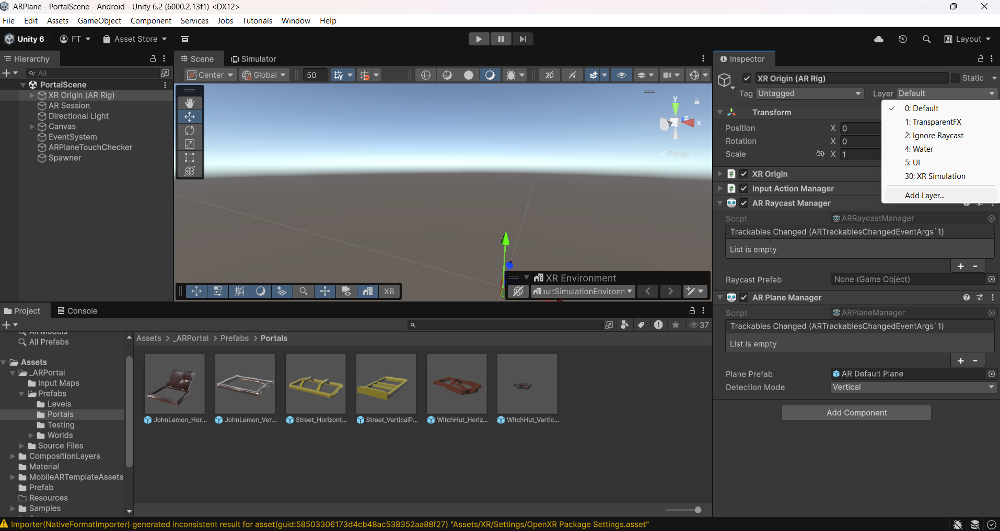 ARPlane - PortalScene - Android - Unity 6.2 (6000.2.13f1) <DX12>
File Edit Assets GameObject Component Services Jobs Tutorials Window Help
Unity 6 FT Asset Store Layout
Hierarchy
All
PortalScene
XR Origin (AR Rig)
AR Session
Directional Light
Canvas
EventSystem
ARPlaneTouchChecker
Spawner
Scene Simulator
Center Global 50 2D
y
z
x
Persp
XR Environment
aultSimulationEnvironn
XB
Inspector
XR Origin (AR Rig) Static
Tag Untagged Layer Default
0: Default
1: TransparentFX
2: Ignore Raycast
4: Water
5: UI
30: XR Simulation
Add Layer...
Transform
Position X 0
Rotation X 0
Scale X 1
XR Origin
Input Action Manager
AR Raycast Manager
Script ARRaycastManager
Trackables Changed (ARTrackablesChangedEventArgs`1)
List is empty
+ -
Raycast Prefab None (Game Object)
AR Plane Manager
Script ARPlaneManager
Trackables Changed (ARTrackablesChangedEventArgs`1)
List is empty
+ -
Plane Prefab AR Default Plane
Detection Mode Vertical
Add Component
Project Console
37
All Models
All Prefabs
Assets
_ARPortal
Input Maps
Prefabs
Levels
Portals
Testing
Worlds
Source Files
CompositionLayers
Material
MobileARTemplateAssets
Prefab
Resources
Samples
Assets > _ARPortal > Prefabs > Portals
JohnLemon_Hor... JohnLemon_Ver... Street_Horizont... Street_VerticalP... WitchHut_Horiz... WitchHut_Vertic...
Importer(NativeFormatImporter) generated inconsistent result for asset(guid:58503306173d4cb48ac538352aa88f27) "Assets/XR/Settings/OpenXR Package Settings.asset"